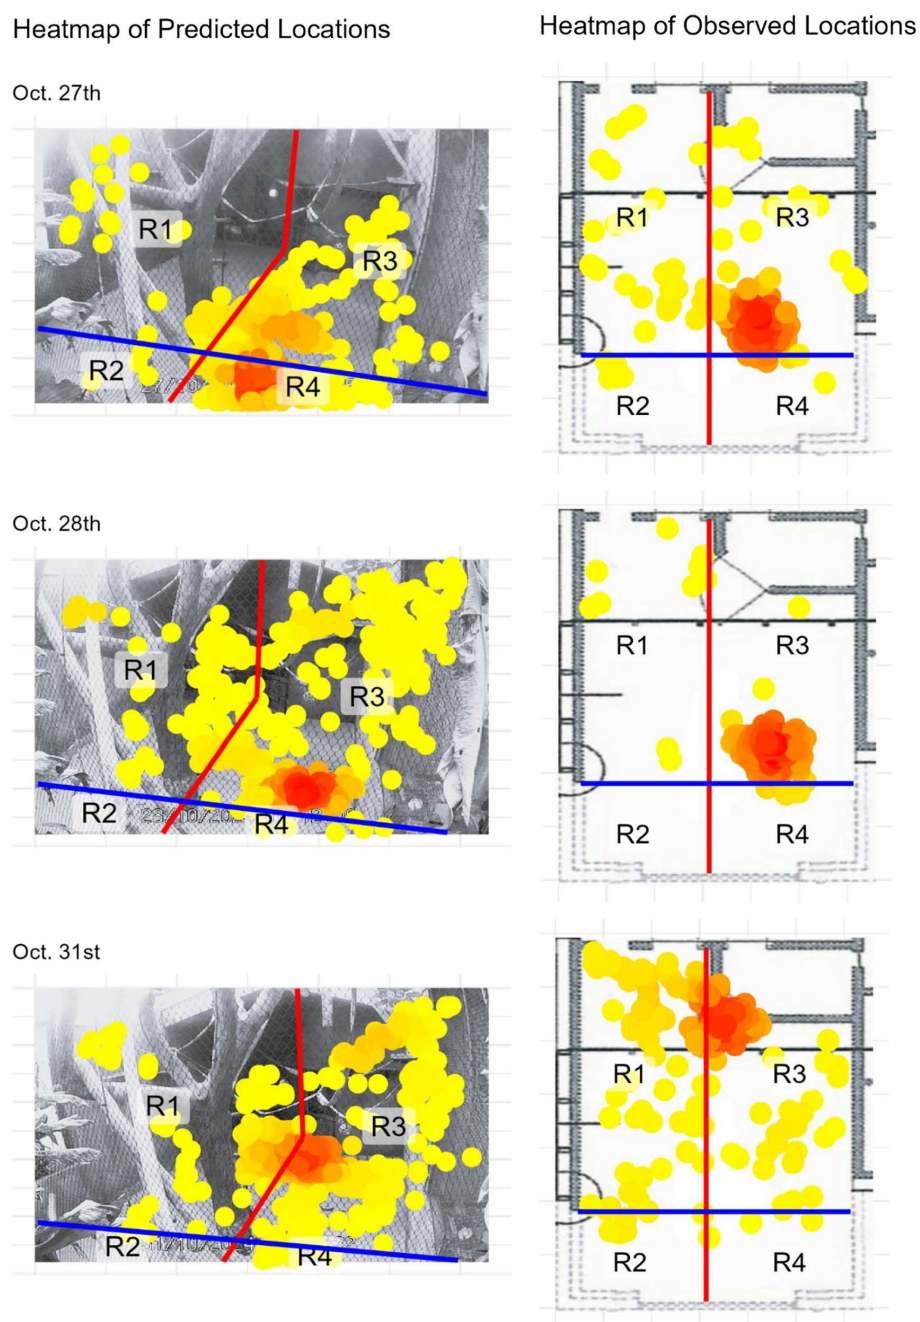 Heatmap of Predicted Locations
Heatmap of Observed Locations
Oct. 27th
R1
R3
R2
R4
R1
R3
R2
R4
Oct. 28th
R1
R3
R2
R4
R1
R3
R2
R4
Oct. 31st
R1
R3
R2
R4
R1
R3
R2
R4